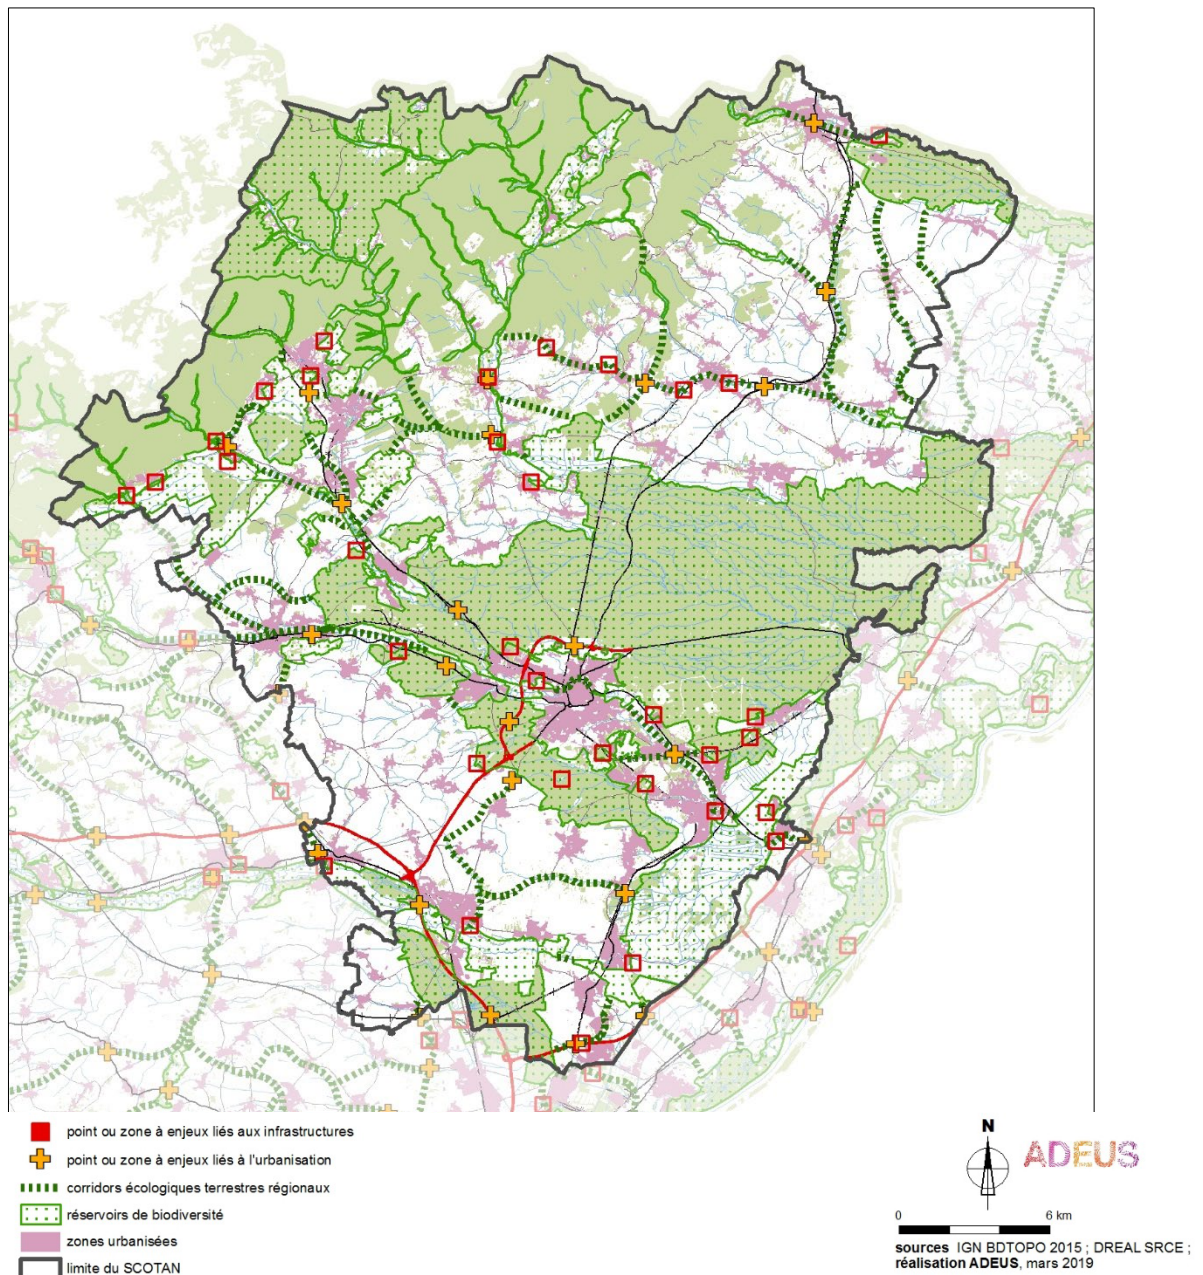 point ou zone à enjeux liés aux infrastructures
point ou zone à enjeux liés à l'urbanisation
corridors écologiques terrestres régionaux
réservoirs de biodiversité
zones urbanisées
limite du SCOTAN
N
ADEUS
0 6 km
sources IGN BDTOPO 2015 ; DREAL SRCE ;
réalisation ADEUS, mars 2019